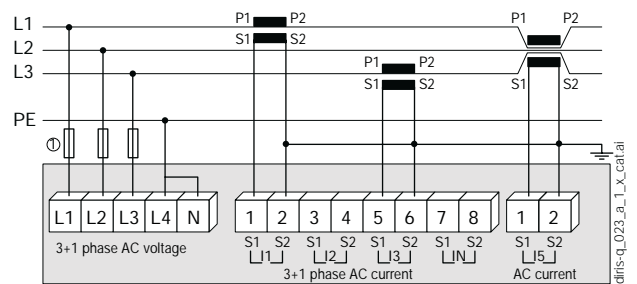 P1 P2 P1 P2
L1
S1 S2
L2
P1 P2
L3
S1 S2 S1 S2
PE
1
L1 L2 L3 L4 N 1 2 3 4 5 6 7 8 1 2
S1 S2 S1 S2 S1 S2 S1 S2 S1 S2
I1 I2 I3 IN I5
3+1 phase AC voltage
3+1 phase AC current AC current
diris-q_023_a_1_x_cat.ai